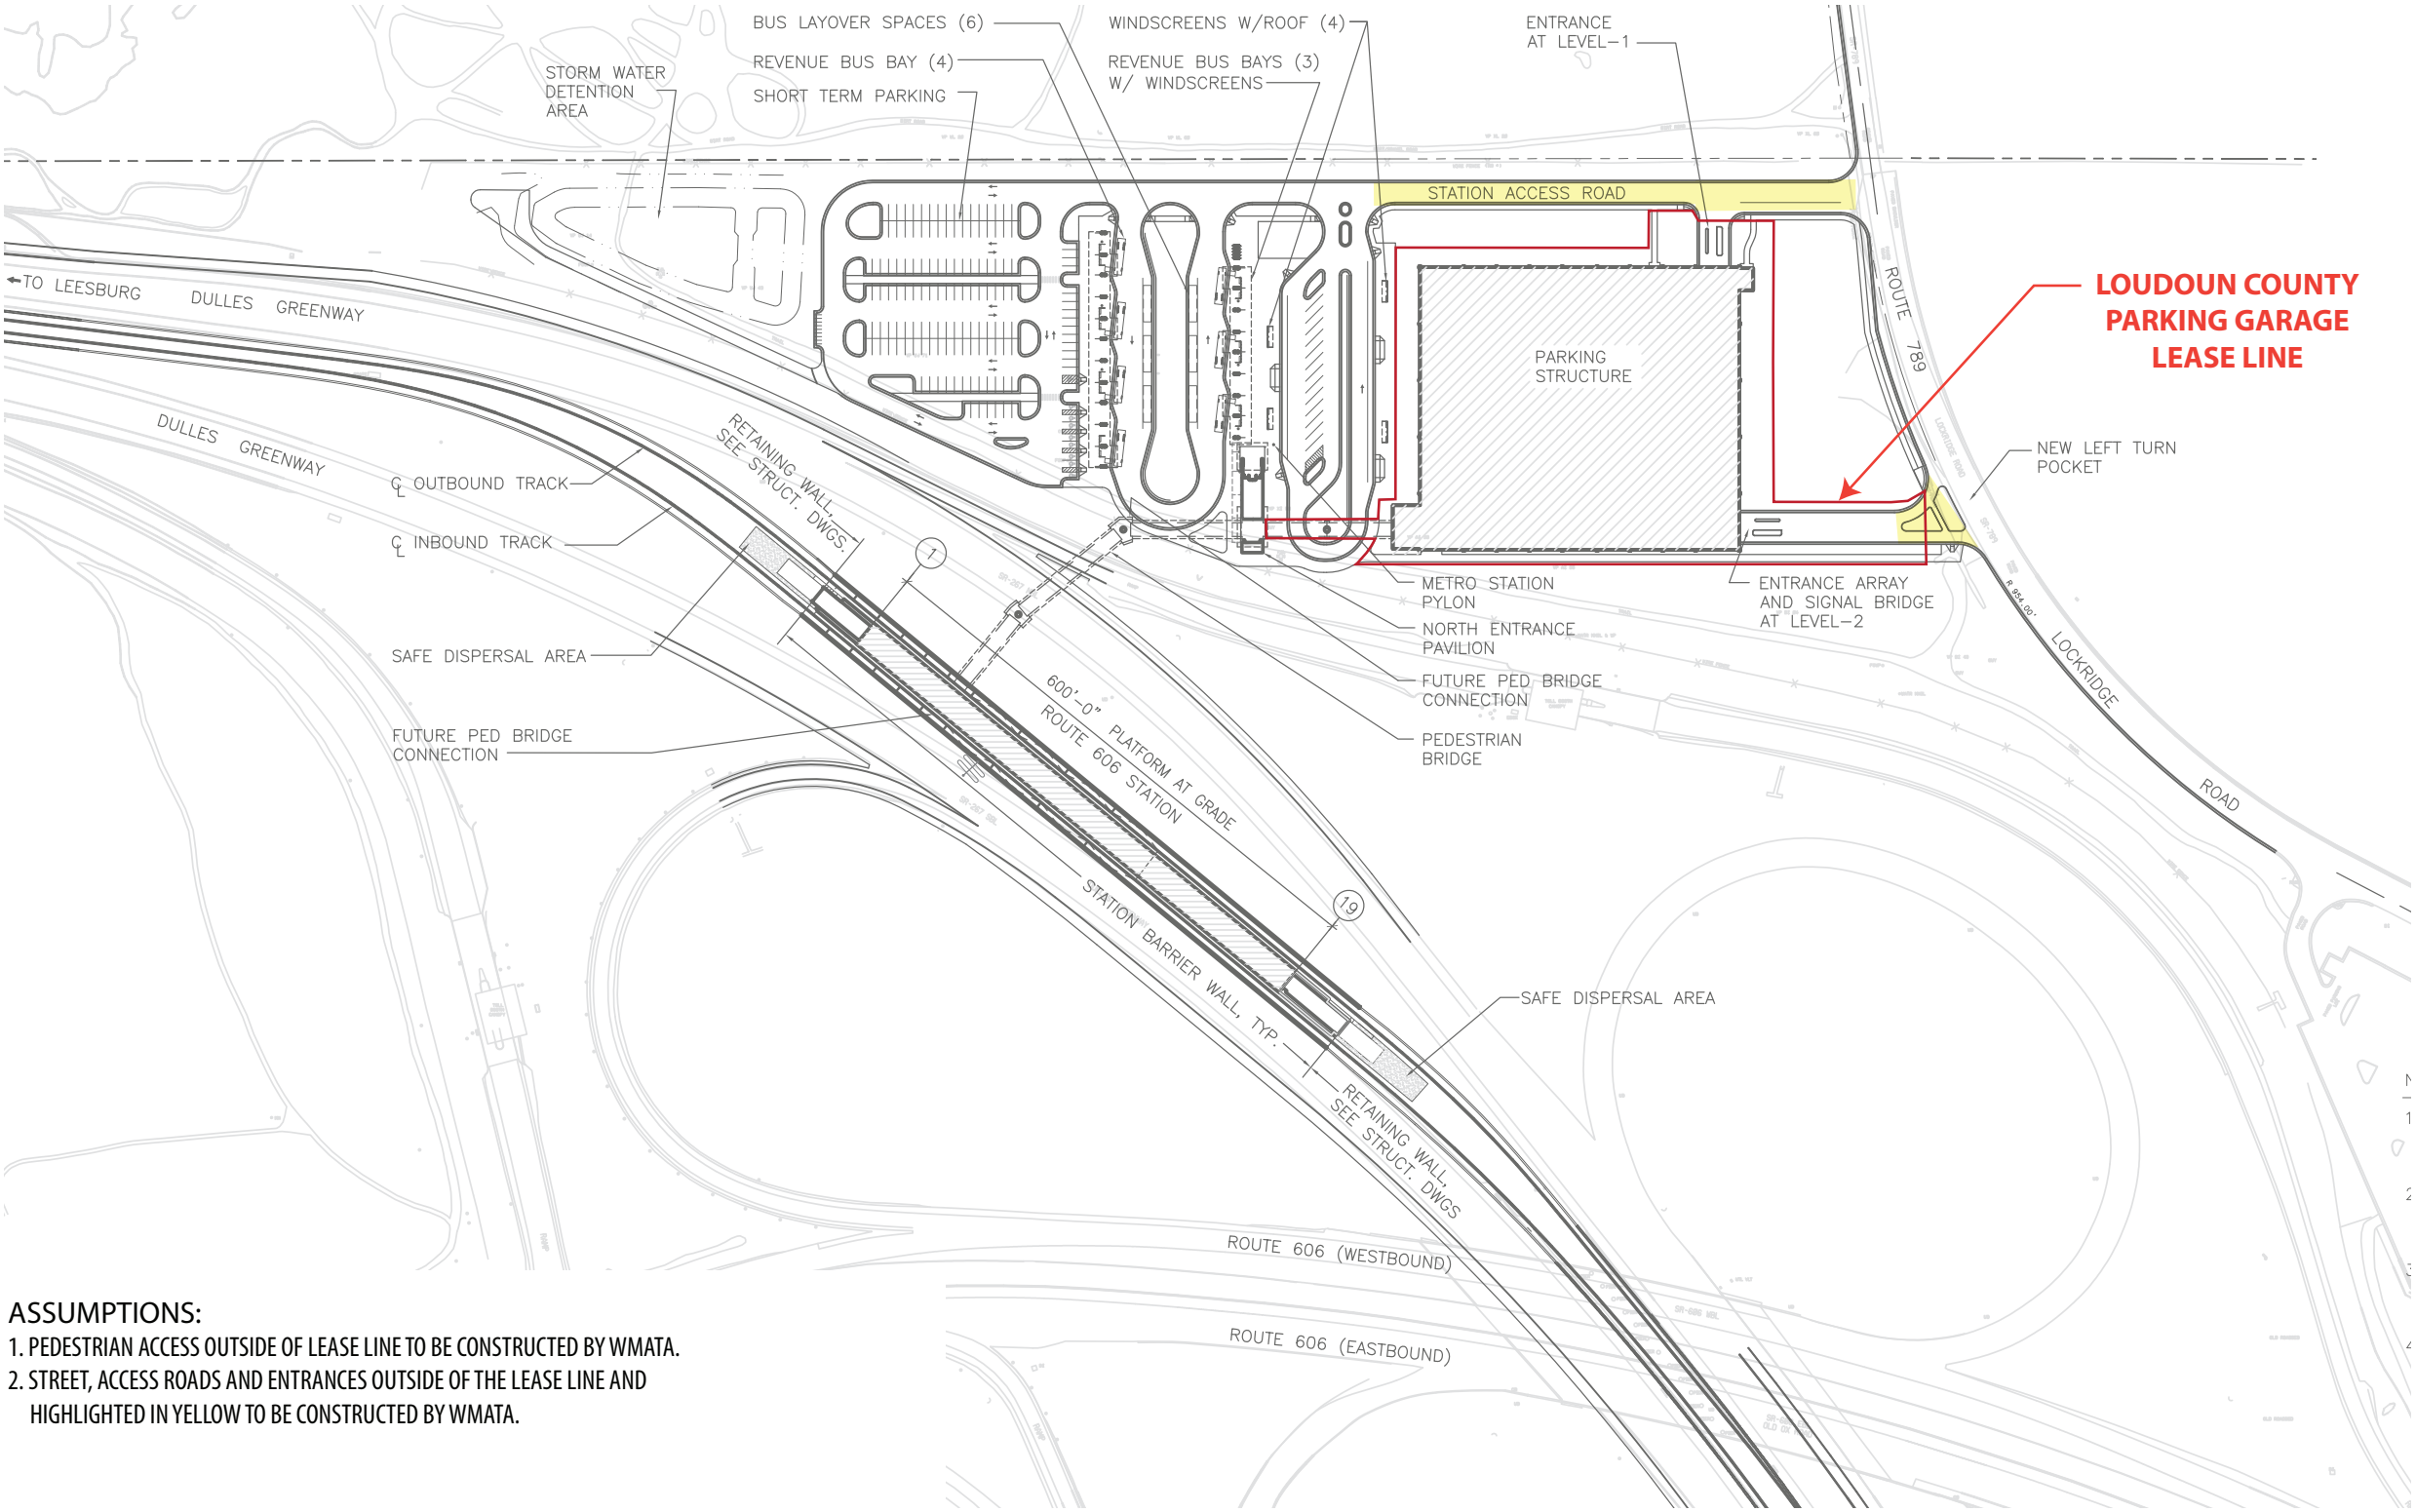 BUS LAYOVER SPACES (6)
WINDSCREENS W/ROOF (4)
ENTRANCE
AT LEVEL-1
REVENUE BUS BAY (4)
REVENUE BUS BAYS (3)
W/ WINDSCREENS
STORM WATER
DETENTION
AREA
SHORT TERM PARKING
STATION ACCESS ROAD
TO LEESBURG
DULLES GREENWAY
ROUTE 789
LOUDOUN COUNTY
PARKING GARAGE
LEASE LINE
PARKING
STRUCTURE
DULLES GREENWAY
RETAINING WALL,
SEE STRUCT. DWGS.
NEW LEFT TURN
POCKET
℄ OUTBOUND TRACK
℄ INBOUND TRACK
1
METRO STATION
PYLON
ENTRANCE ARRAY
AND SIGNAL BRIDGE
AT LEVEL-2
R 954.00'
NORTH ENTRANCE
PAVILION
SAFE DISPERSAL AREA
LOCKRIDGE ROAD
FUTURE PED BRIDGE
CONNECTION
600'-0" PLATFORM AT GRADE
ROUTE 606 STATION
FUTURE PED BRIDGE
CONNECTION
PEDESTRIAN
BRIDGE
19
STATION BARRIER WALL, TYP.
SAFE DISPERSAL AREA
RETAINING WALL,
SEE STRUCT. DWGS
ROUTE 606 (WESTBOUND)
ROUTE 606 (EASTBOUND)
ASSUMPTIONS:
1. PEDESTRIAN ACCESS OUTSIDE OF LEASE LINE TO BE CONSTRUCTED BY WMATA.
2. STREET, ACCESS ROADS AND ENTRANCES OUTSIDE OF THE LEASE LINE AND
HIGHLIGHTED IN YELLOW TO BE CONSTRUCTED BY WMATA.